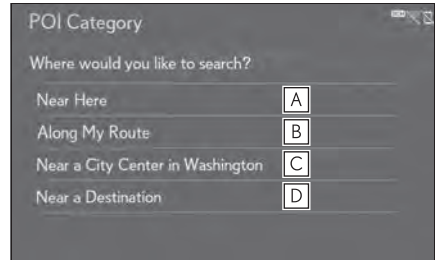 POI Category
Where would you like to search?
Near Here A
Along My Route B
Near a City Center in Washington C
Near a Destination D